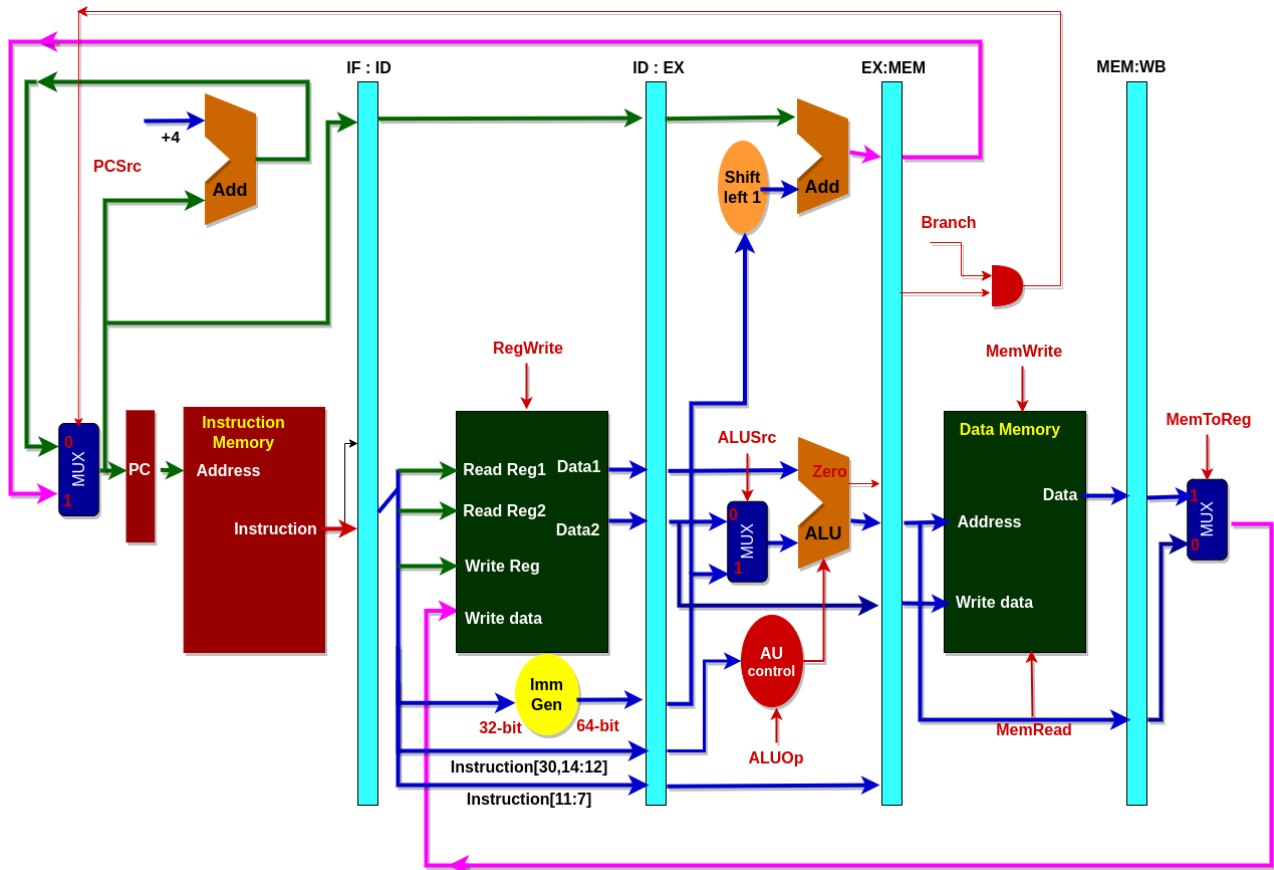 IF : ID
ID : EX
EX:MEM
MEM:WB
+4
PCSrc
Add
Shift
left 1
Add
Branch
RegWrite
MemWrite
Instruction
Memory
Address
Instruction
0
MUX
1
PC
Read Reg1
Data1
Read Reg2
Data2
Write Reg
Write data
ALUSrc
0
MUX
1
Zero
ALU
Data Memory
Data
Address
Write data
MemToReg
1
MUX
0
AU
control
Imm
Gen
32-bit
64-bit
MemRead
ALUOp
Instruction[30,14:12]
Instruction[11:7]